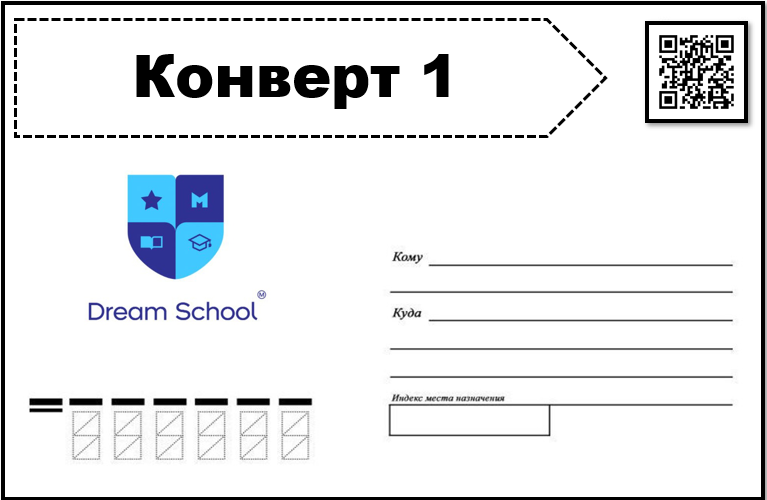 Конверт 1
M
Dream School
M
Кому
Куда
Индекс места назначения